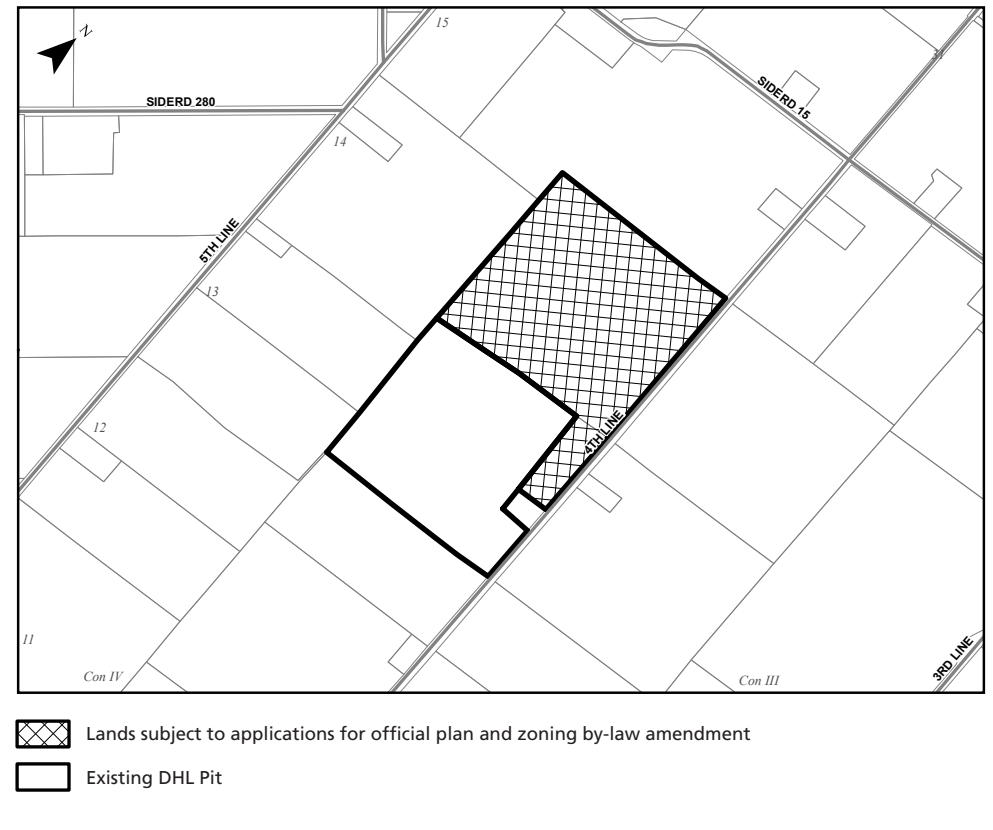 15
N
SIDERD 280
SIDERD 15
14
5TH LINE
13
4TH LINE
12
11
Con IV
Con III
3RD LINE
Lands subject to applications for official plan and zoning by-law amendment
Existing DHL Pit